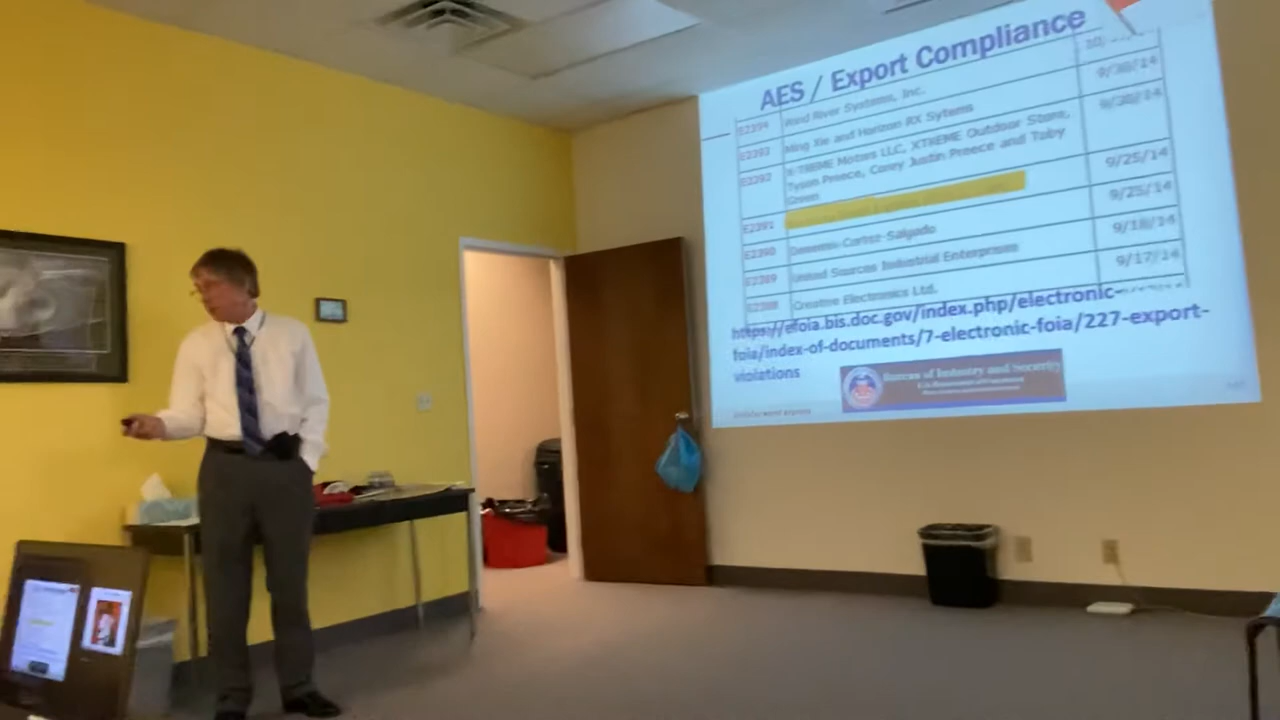 AES / Export Compliance
E2394 Wind River Systems, Inc.
9/30/14
E2393 Ming Xie and Horizon RX Sytems
9/30/14
E2392 X-TREME Motors LLC, XTREME Outdoor Store,
Tyson Preece, Corey Justin Preece and Toby
Green
9/25/14
E2391
9/25/14
E2390
9/18/14
E2389 United Sources Industrial Enterprises
9/17/14
E2388 Creative Electronics Ltd.
https://efoia.bis.doc.gov/index.php/electronic-
foia/index-of-documents/7-electronic-foia/227-export-
violations
Bureau of Industry and Security
U.S. Department of Commerce